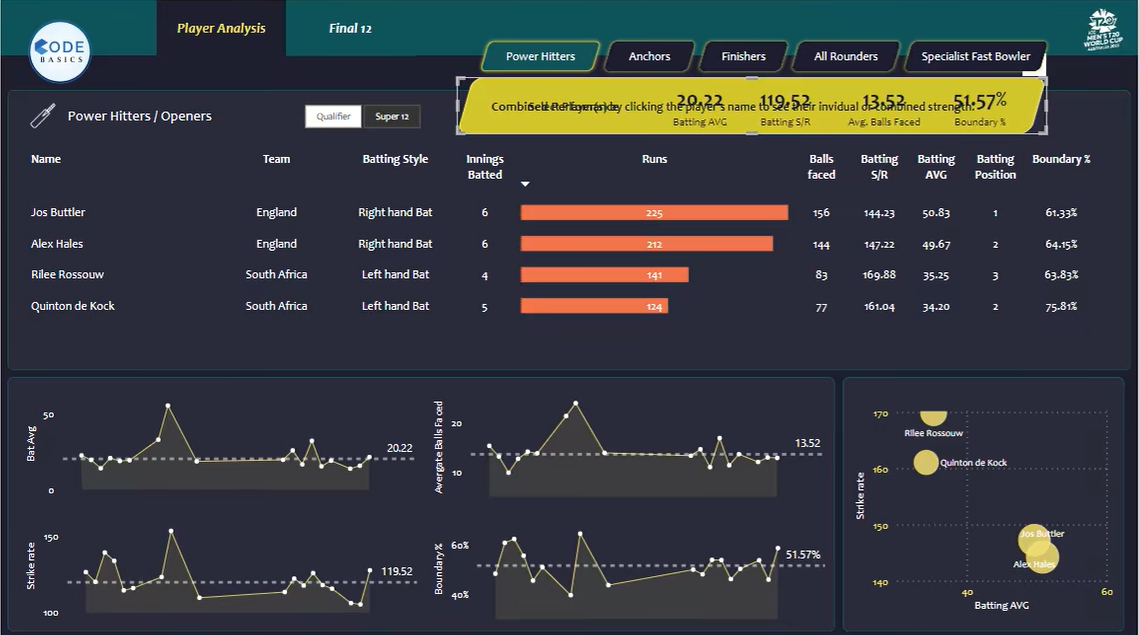 Player Analysis
Final 12
CODE
BASICS
T20
MEN'S T20
WORLD CUP
Power Hitters
Anchors
Finishers
All Rounders
Specialist Fast Bowler
Power Hitters / Openers
Qualifier
Super 12
Select Player(s) by clicking the player's name to see their invidual or combined strength.
Combined Performance
20.22 119.52 13.52 51.57%
Batting AVG Batting S/R Avg. Balls Faced Boundary %
Name Team Batting Style Innings Batted Runs Balls faced Batting S/R Batting AVG Batting Position Boundary %
Jos Buttler England Right hand Bat 6 225 156 144.23 50.83 1 61.33%
Alex Hales England Right hand Bat 6 212 144 147.22 49.67 2 64.15%
Rilee Rossouw South Africa Left hand Bat 4 141 83 169.88 35.25 3 63.83%
Quinton de Kock South Africa Left hand Bat 5 124 77 161.04 34.20 2 75.81%
Bat Avg
50
0
20.22
Avergate Balls Faced
20
10
13.52
Strike rate
150
100
119.52
Boundary%
60%
40%
51.57%
Strike rate
170
160
150
140
Rilee Rossouw
Quinton de Kock
Jos Buttler
Alex Hales
40 60
Batting AVG